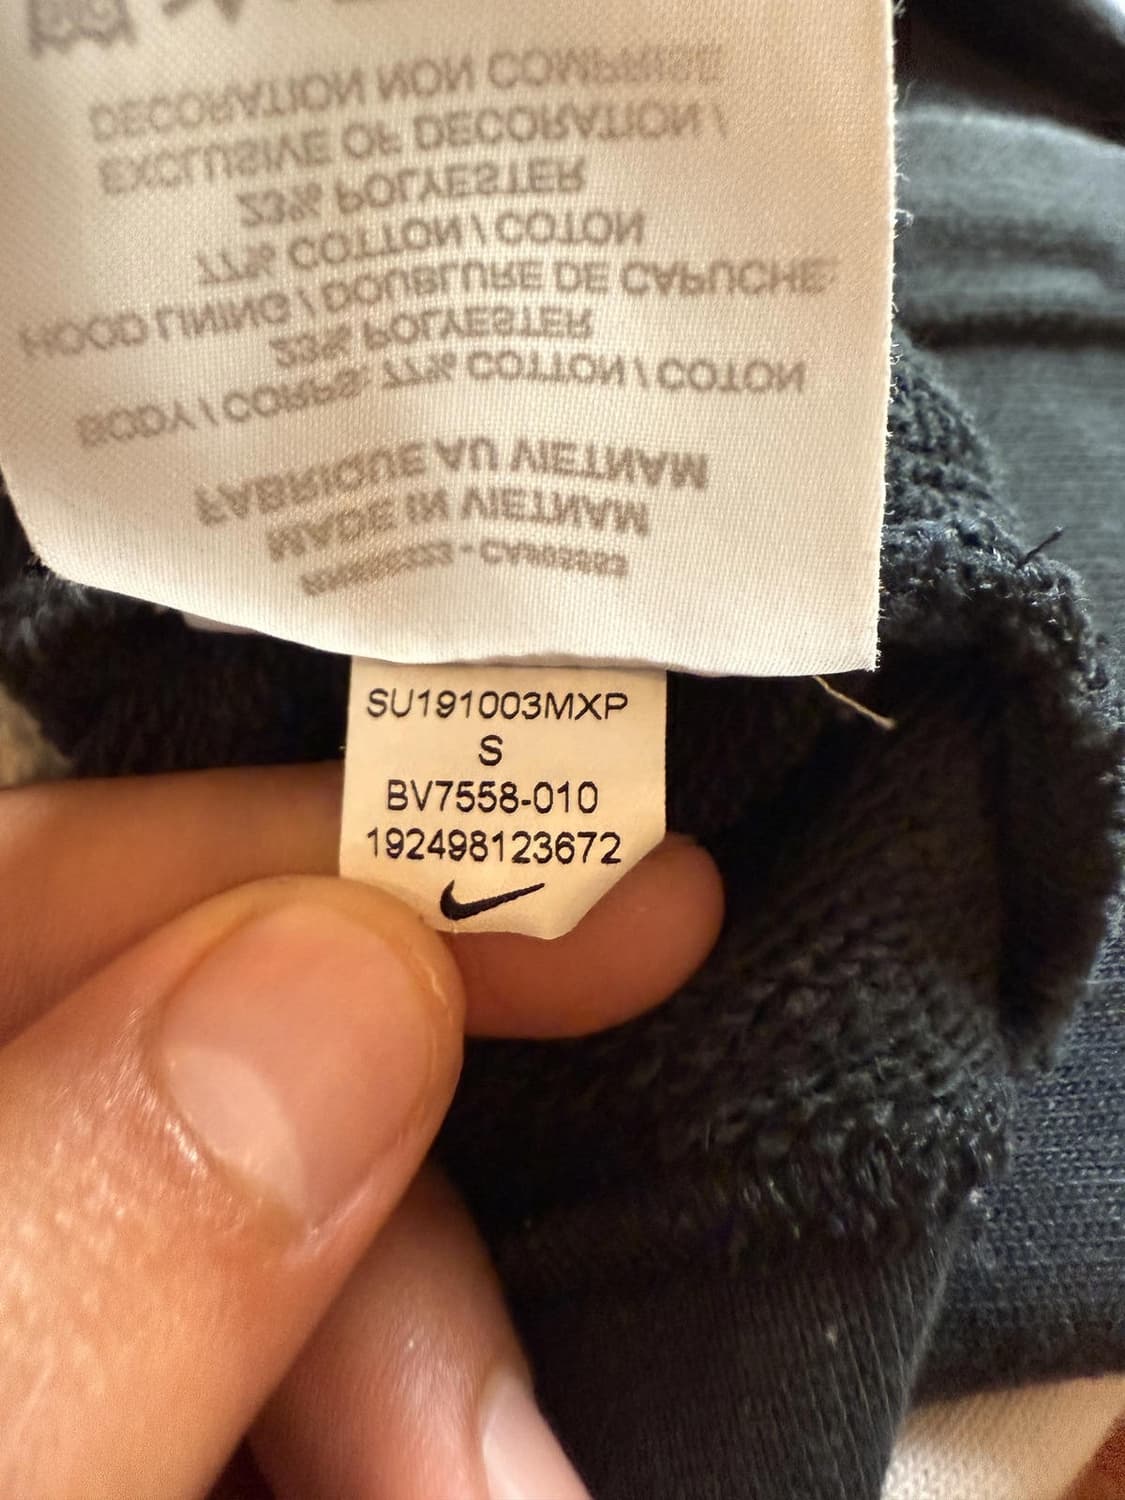 MADE IN VIETNAM
FABRIQUE AU VIETNAM
BODY / CORPS: 77% COTTON / COTON
23% POLYESTER
HOOD LINING / DOUBLURE DE CAPUCHE:
77% COTTON / COTON
23% POLYESTER
EXCLUSIVE OF DECORATION /
DECORATION NON COMPRISE
SU191003MXP
S
BV7558-010
192498123672